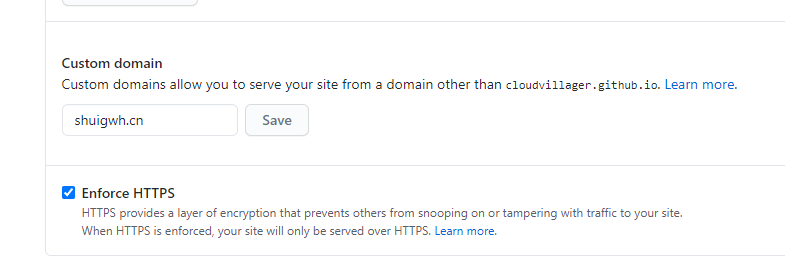 Custom domain
Custom domains allow you to serve your site from a domain other than cloudvillager.github.io. Learn more.
shuigwh.cn
Save
Enforce HTTPS
HTTPS provides a layer of encryption that prevents others from snooping on or tampering with traffic to your site.
When HTTPS is enforced, your site will only be served over HTTPS. Learn more.